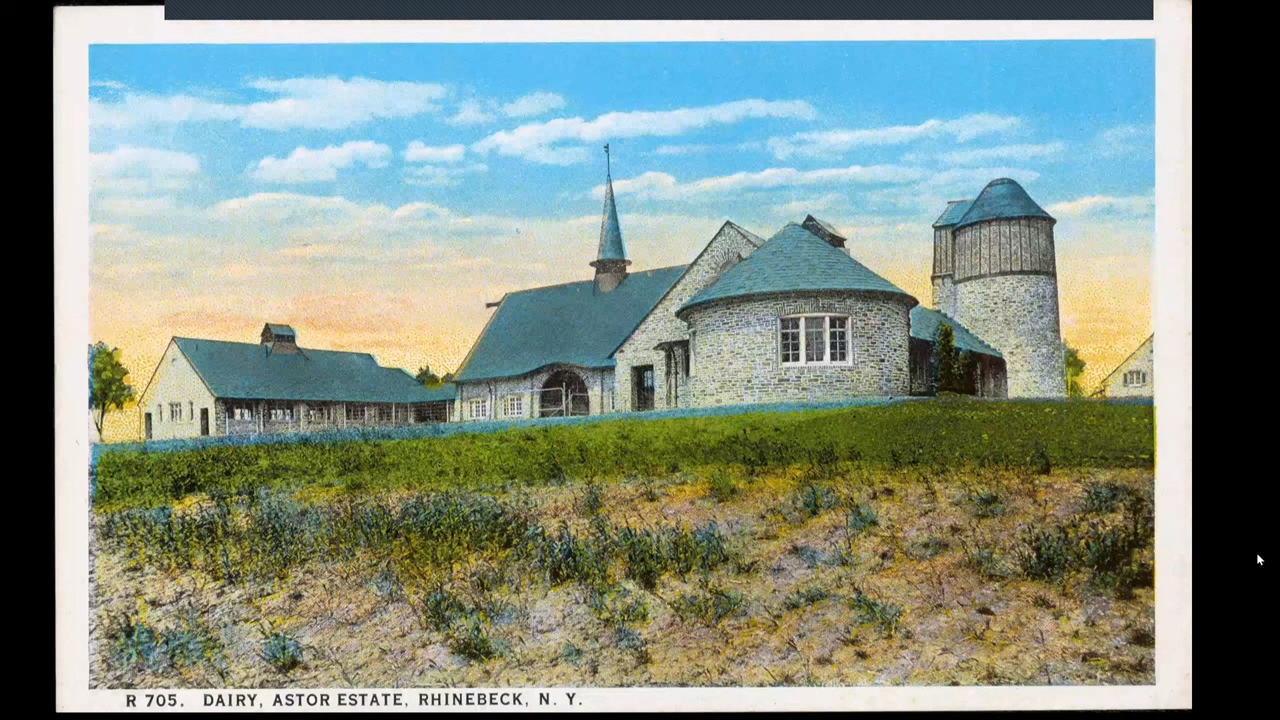 R 705. DAIRY, ASTOR ESTATE, RHINEBECK, N. Y.